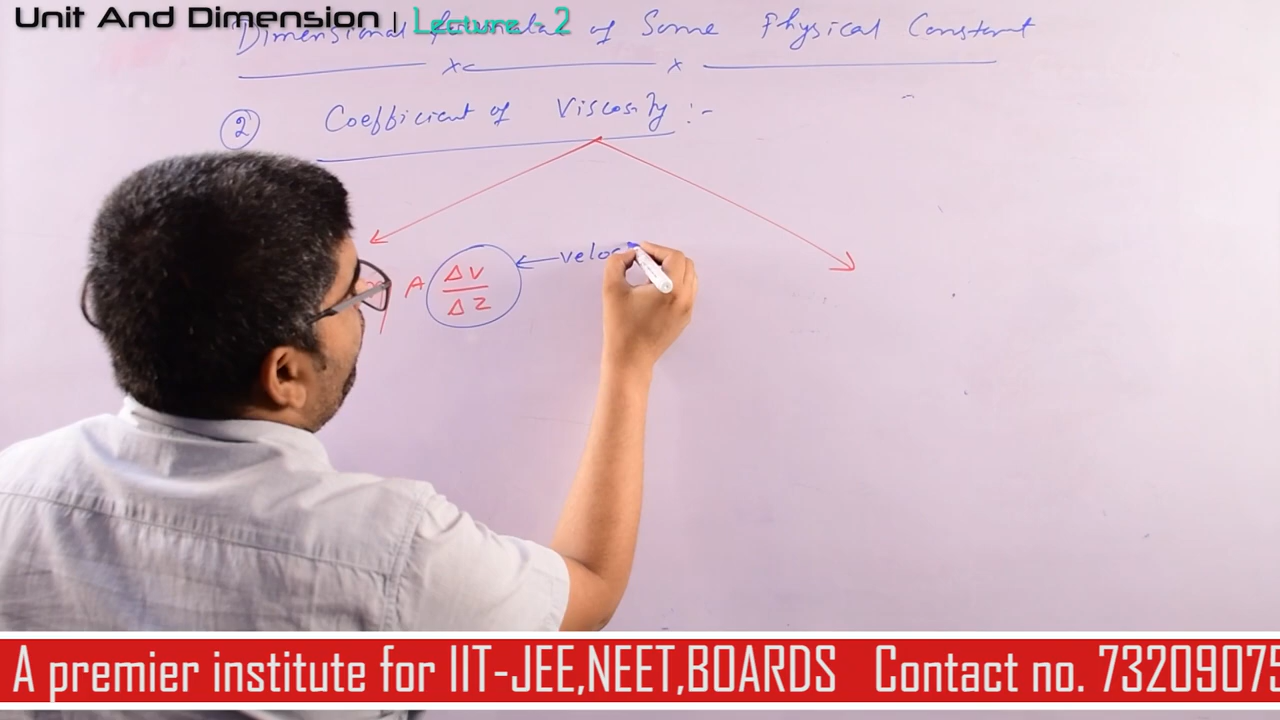 Unit And Dimension | Lecture - 2
Dimensional formula of Some Physical Constant
② Coefficient of Viscosity :-
η A ΔV
ΔZ
veloc
A premier institute for IIT-JEE,NEET,BOARDS Contact no. 73209075